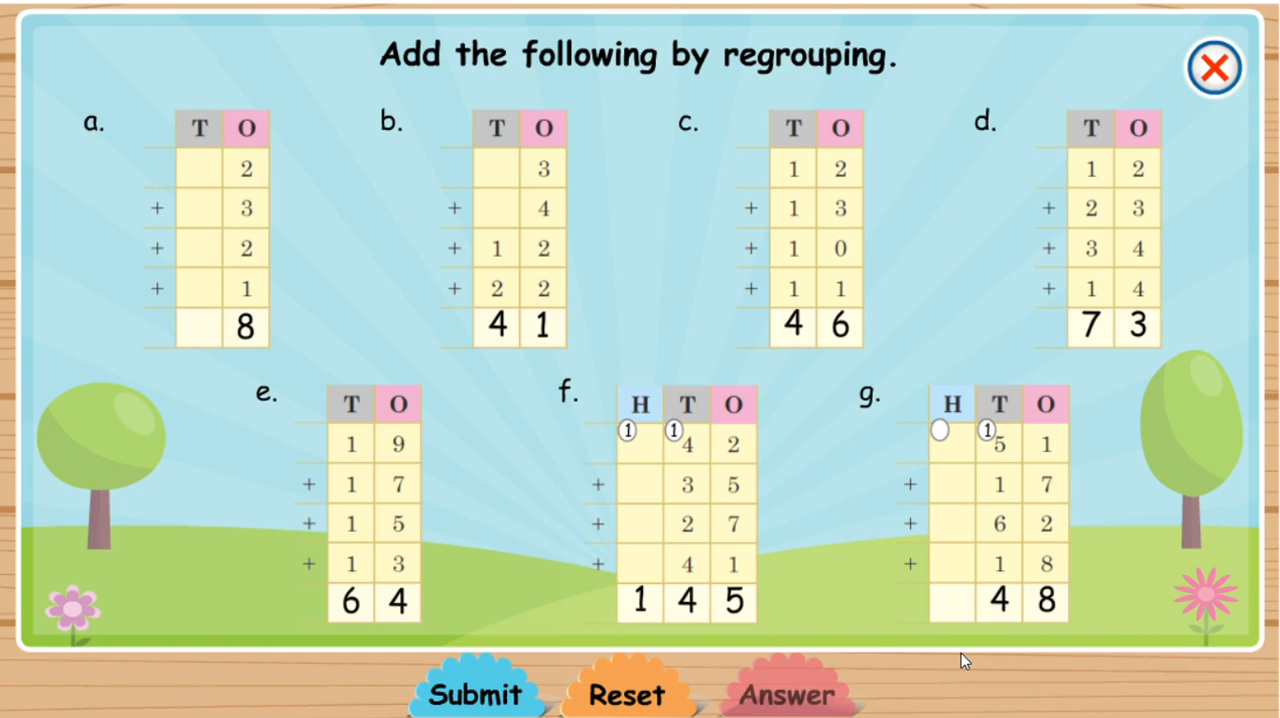 Add the following by regrouping.
a. b. c. d.
T O T O T O T O
2 3 1 2 1 2
+ 3 + 4 + 1 3 + 2 3
+ 2 + 1 2 + 1 0 + 3 4
+ 1 + 2 2 + 1 1 + 1 4
8 4 1 4 6 7 3
e. f. g.
T O H T O H T O
1 1 1
1 9 4 2 5 1
+ 1 7 + 3 5 + 1 7
+ 1 5 + 2 7 + 6 2
+ 1 3 + 4 1 + 1 8
6 4 1 4 5 4 8
Submit Reset Answer